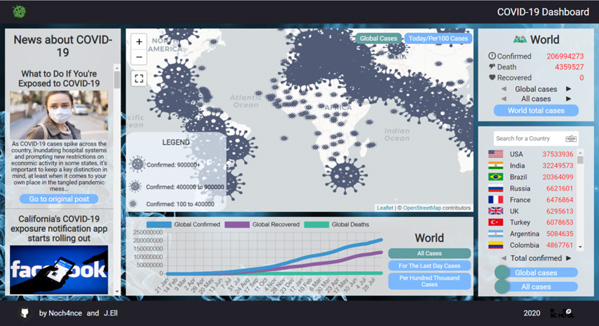 COVID-19 Dashboard
News about COVID-
19
What to Do If You're
Exposed to COVID-19
As COVID-19 cases spike across the
country, inundating hospital systems
and prompting new restrictions on
economic activity in some states, it's
important to keep a key distinction in
mind, at least when it comes to your
own place in the tangled pandemic
mess...
Go to original post
California's COVID-19
exposure notification app
starts rolling out
facebook
+
−
AMERICA
Atlantic
Ocean
AFRICA
Indian
Ocean
Global Cases
Today/Per100 Cases
LEGEND
Confirmed: 900000+
Confirmed: 400000 to 900000
Confirmed: 100 to 400000
Leaflet | © OpenStreetMap contributors
Global Confirmed
Global Recovered
Global Deaths
250000000
200000000
150000000
100000000
50000000
0
World
All Cases
For The Last Day Cases
Per Hundred Thousand
Cases
World
Confirmed 206994273
Death 4359527
Recovered 0
Global cases
All cases
World total cases
Search for a Country
USA 37533936
India 32249573
Brazil 20364099
Russia 6621601
France 6476864
UK 6295613
Turkey 6078653
Argentina 5084635
Colombia 4867761
Total confirmed
Global cases
All cases
by Noch4nce and J.Ell
2020